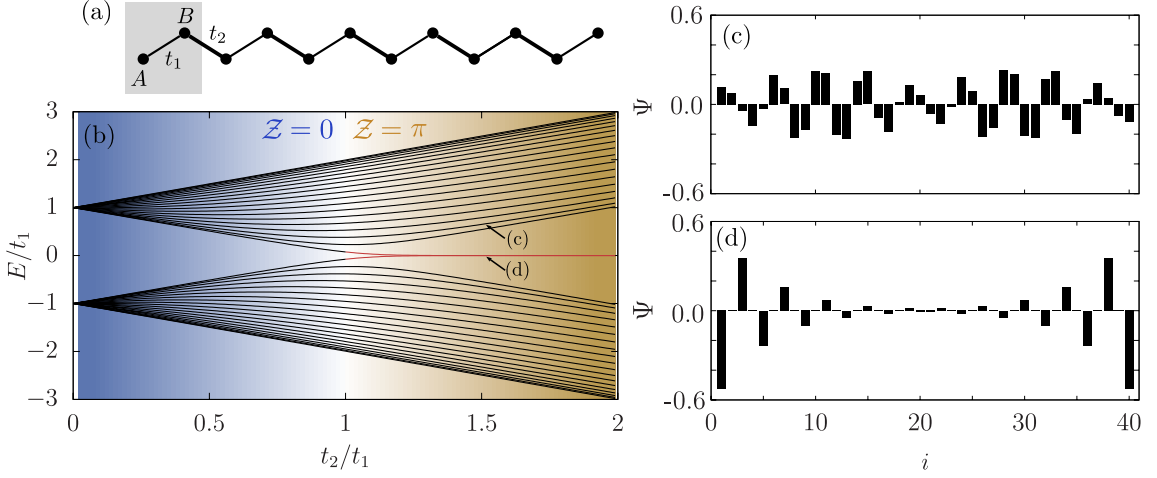 (a)
A
B
t₁
t₂
(b)
𝒵 = 0
𝒵 = π
3
2
1
0
−1
−2
−3
E/t₁
(c)
(d)
0
0.5
1
1.5
2
t₂/t₁
(c)
0.6
0.0
-0.6
Ψ
(d)
0.6
0.0
-0.6
Ψ
0
10
20
30
40
i